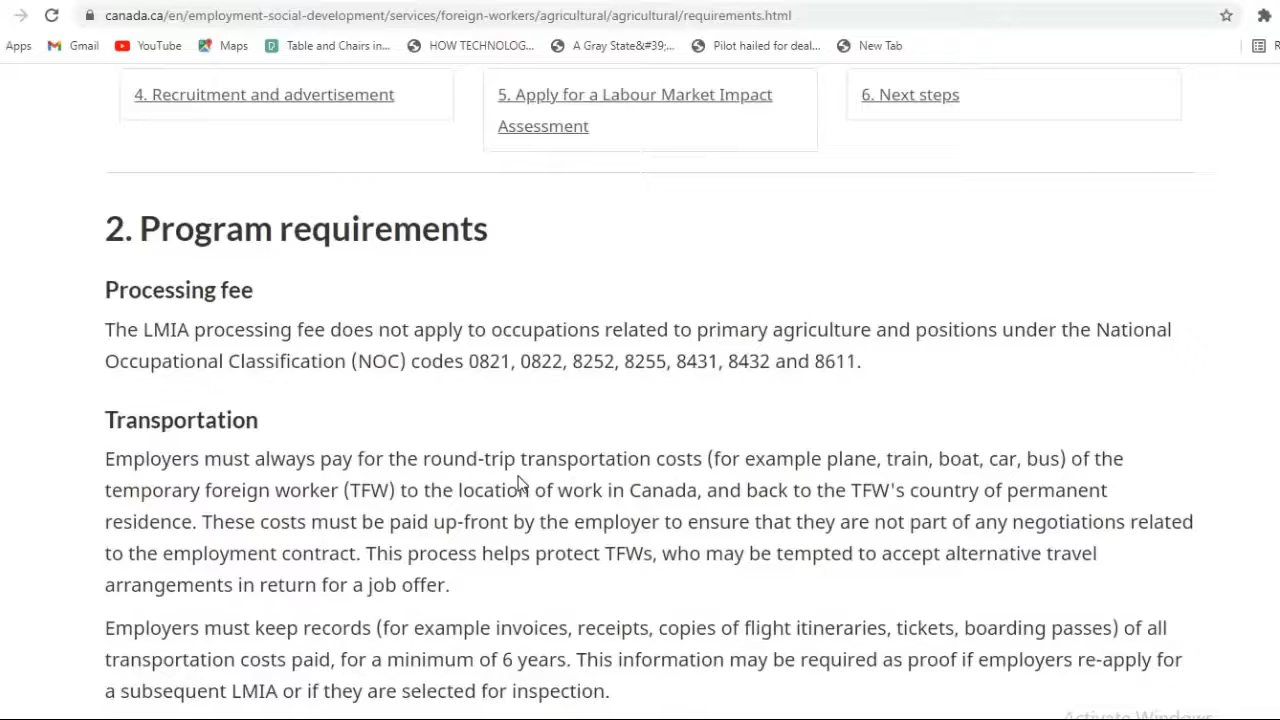 canada.ca/en/employment-social-development/services/foreign-workers/agricultural/agricultural/requirements.html
Apps Gmail YouTube Maps Table and Chairs in... HOW TECHNOLOG... A Gray State&#39;... Pilot hailed for deal... New Tab R
4. Recruitment and advertisement
5. Apply for a Labour Market Impact
Assessment
6. Next steps
2. Program requirements
Processing fee
The LMIA processing fee does not apply to occupations related to primary agriculture and positions under the National
Occupational Classification (NOC) codes 0821, 0822, 8252, 8255, 8431, 8432 and 8611.
Transportation
Employers must always pay for the round-trip transportation costs (for example plane, train, boat, car, bus) of the
temporary foreign worker (TFW) to the location of work in Canada, and back to the TFW's country of permanent
residence. These costs must be paid up-front by the employer to ensure that they are not part of any negotiations related
to the employment contract. This process helps protect TFWs, who may be tempted to accept alternative travel
arrangements in return for a job offer.
Employers must keep records (for example invoices, receipts, copies of flight itineraries, tickets, boarding passes) of all
transportation costs paid, for a minimum of 6 years. This information may be required as proof if employers re-apply for
a subsequent LMIA or if they are selected for inspection.
Activate Windows